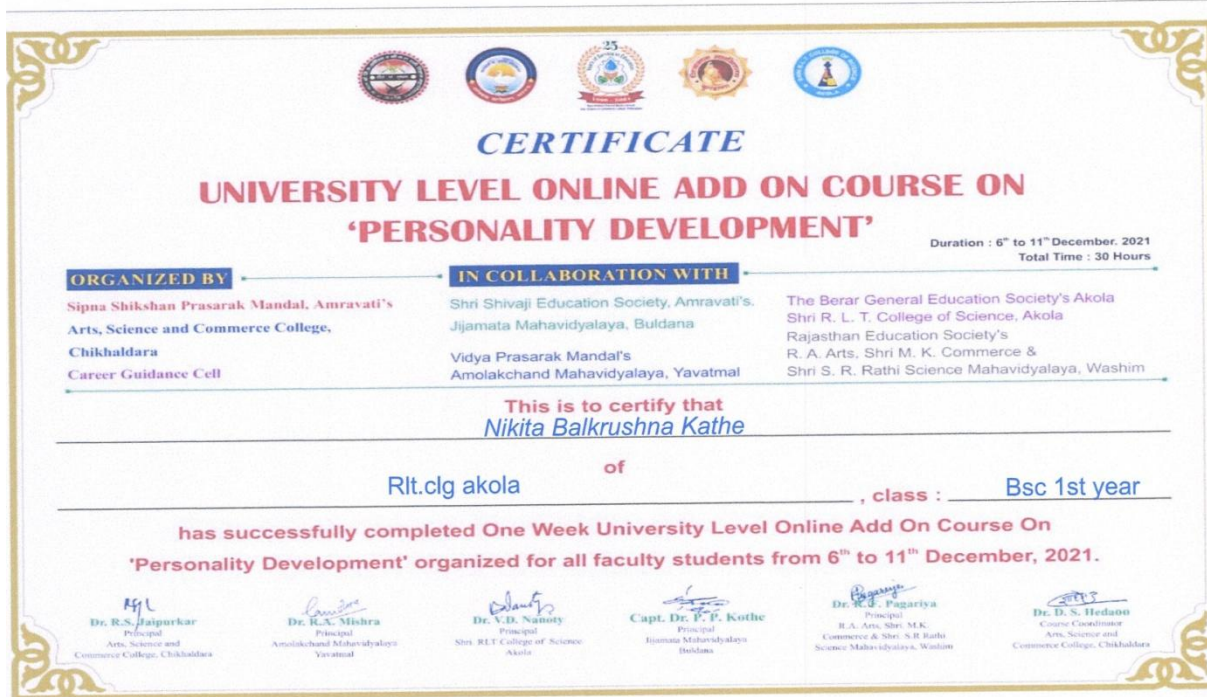 25
CERTIFICATE
UNIVERSITY LEVEL ONLINE ADD ON COURSE ON
‘PERSONALITY DEVELOPMENT’
Duration : 6th to 11th December. 2021
Total Time : 30 Hours
ORGANIZED BY
Sipna Shikshan Prasarak Mandal, Amravati's
Arts, Science and Commerce College,
Chikhaldara
Career Guidance Cell
IN COLLABORATION WITH
Shri Shivaji Education Society, Amravati's.
Jijamata Mahavidyalaya, Buldana
Vidya Prasarak Mandal's
Amolakchand Mahavidyalaya, Yavatmal
The Berar General Education Society's Akola
Shri R. L. T. College of Science, Akola
Rajasthan Education Society's
R. A. Arts, Shri M. K. Commerce &
Shri S. R. Rathi Science Mahavidyalaya, Washim
This is to certify that
Nikita Balkrushna Kathe
of
Rlt.clg akola , class : Bsc 1st year
has successfully completed One Week University Level Online Add On Course On
'Personality Development' organized for all faculty students from 6th to 11th December, 2021.
Dr. R.S. Jaipurkar
Principal
Arts, Science and
Commerce College, Chikhaldara
Dr. R.A. Mishra
Principal
Amolakchand Mahavidyalaya
Yavatmal
Dr. V.D. Nanoty
Principal
Shri. RLT College of Science
Akola
Capt. Dr. P. P. Kothe
Principal
Jijamata Mahavidyalaya
Buldana
Dr. R. F. Pagariya
Principal
R.A. Arts, Shri. M.K.
Commerce & Shri. S.R Rathi
Science Mahavidyalaya, Washim
Dr. D. S. Hedaoo
Course Coordinator
Arts, Science and
Commerce College, Chikhaldara